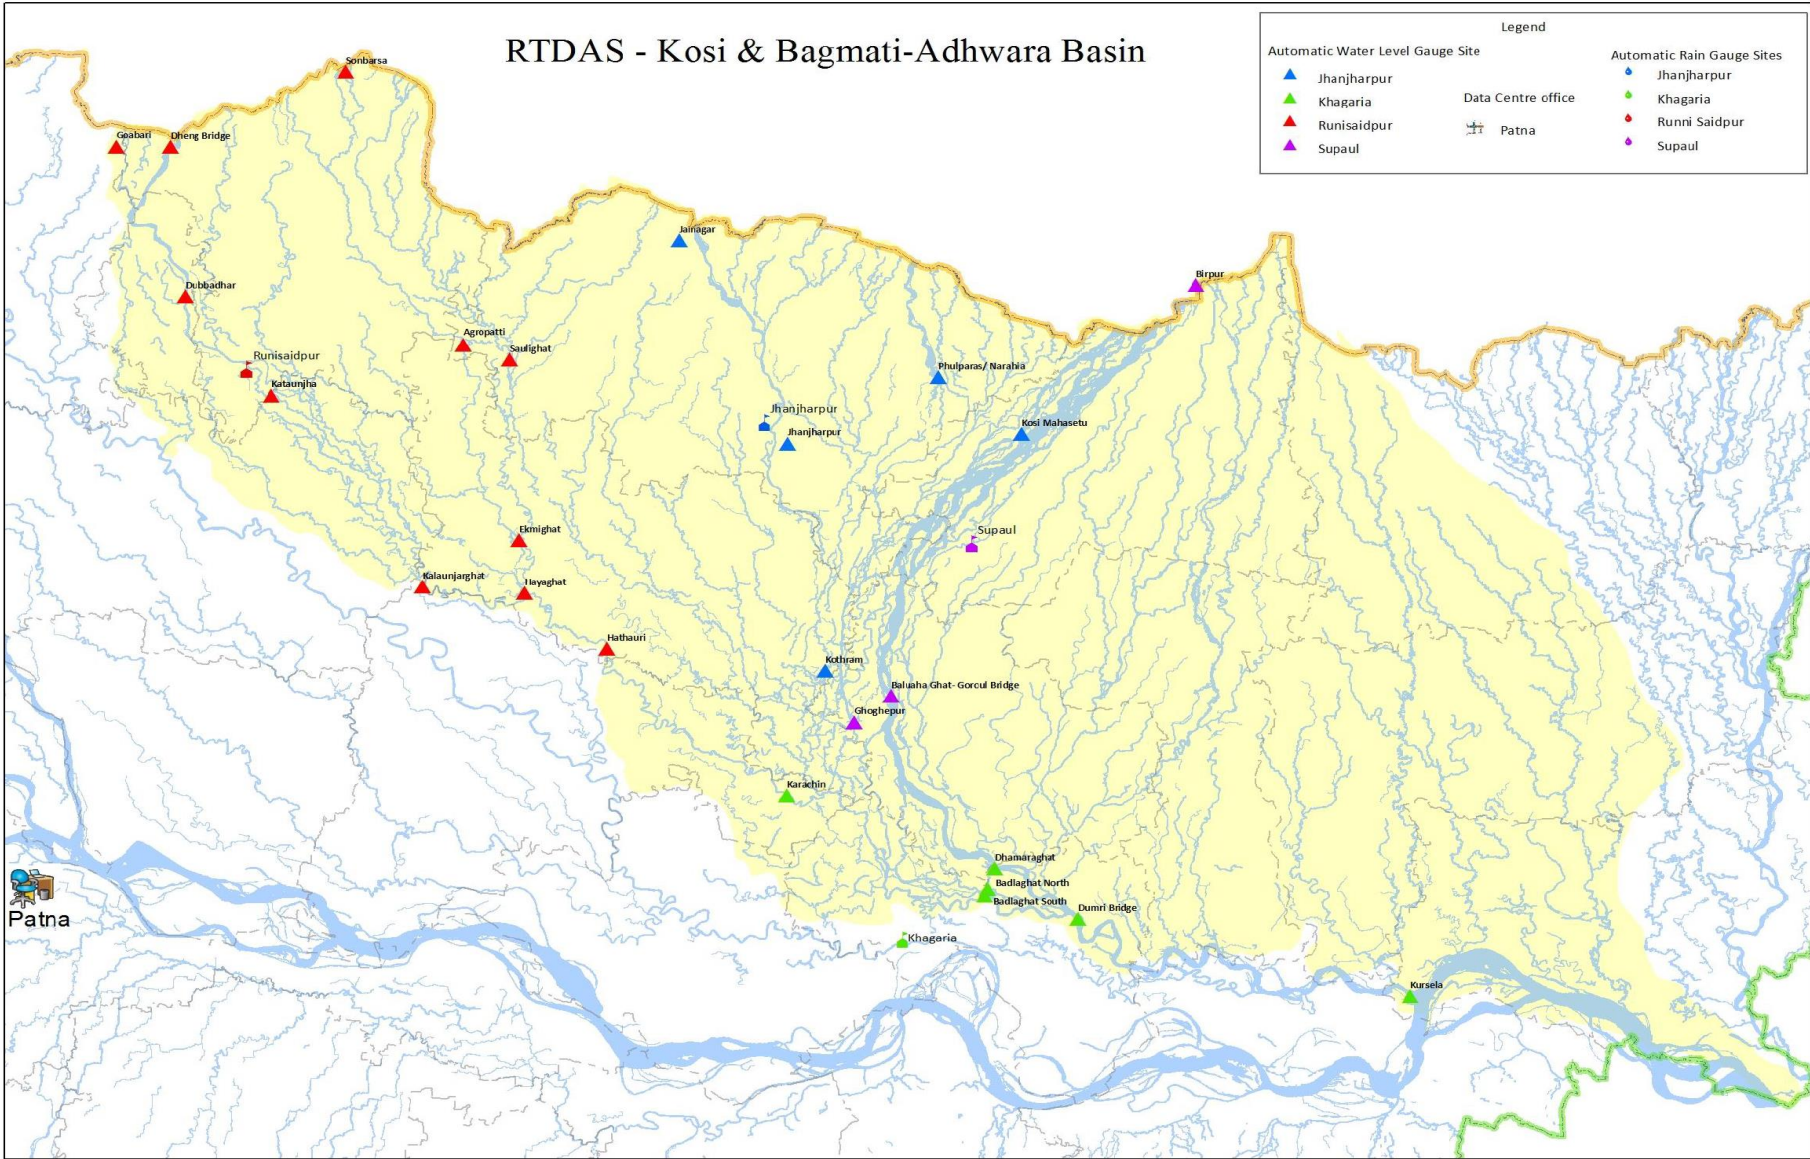 RTDAS - Kosi & Bagmati-Adhwara Basin
Legend
Automatic Water Level Gauge Site
Jhanjharpur
Khagaria
Runisaidpur
Supaul
Data Centre office
Patna
Automatic Rain Gauge Sites
Jhanjharpur
Khagaria
Runni Saidpur
Supaul
Sonbarsa
Goabari
Dheng Bridge
Jainagar
Birpur
Dubbadhar
Agropatti
Saulighat
Runisaidpur
Kataunjha
Phulparas/ Narahia
Jhanjharpur
Jhanjharpur
Kosi Mahasetu
Supaul
Ekmighat
Kalaunjarghat
Hayaghat
Hathauri
Kothram
Baluaha Ghat- Gorcul Bridge
Ghoghepur
Karachin
Dhamaraghat
Badlaghat North
Badlaghat South
Dumri Bridge
Khagaria
Patna
Kursela